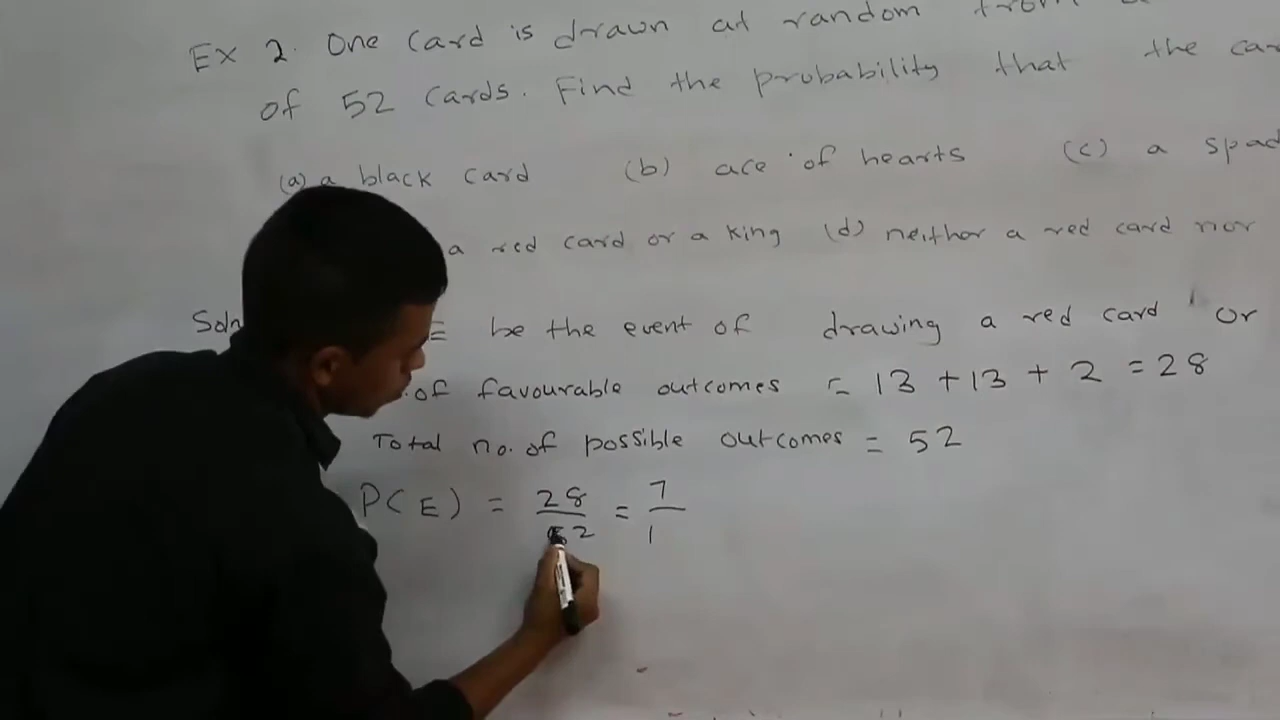 Ex 2. One card is drawn at random from
of 52 cards. Find the probability that the
(a) a black card (b) ace of hearts (c) a
a red card or a king (d) neither a red card nor
Soln be the event of drawing a red card or
of favourable outcomes = 13 + 13 + 2 = 28
Total no. of possible outcomes = 52
P(E) = 28/52 = 7/1